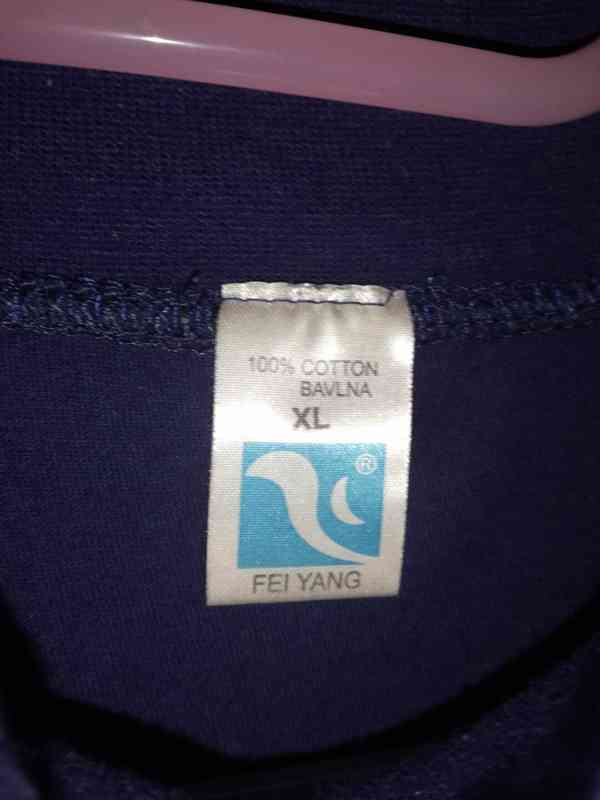 100% COTTON
BAVLNA
XL
®
FEI YANG